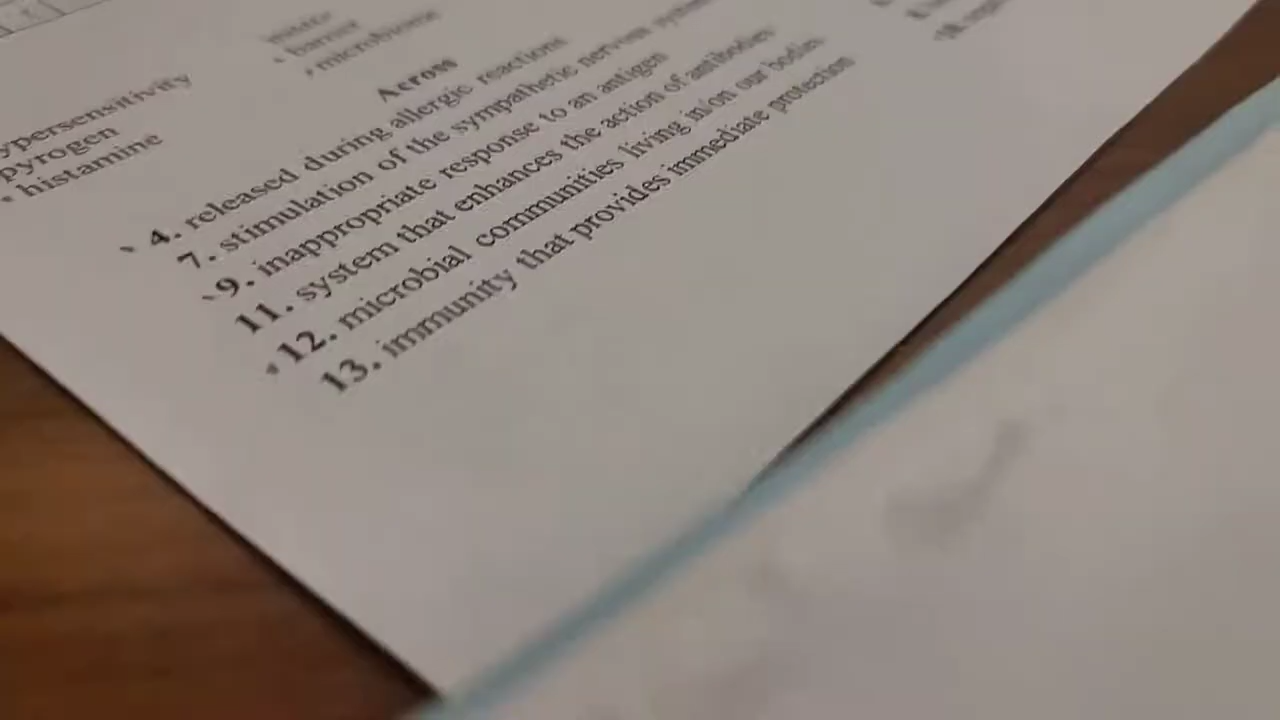 barrier
microbiome
ypersensitivity
pyrogen
histamine
Across
4. released during allergic reactions
7. stimulation of the sympathetic nervous system
9. inappropriate response to an antigen
11. system that enhances the action of antibodies
12. microbial communities living in/on our bodies
13. immunity that provides immediate protection